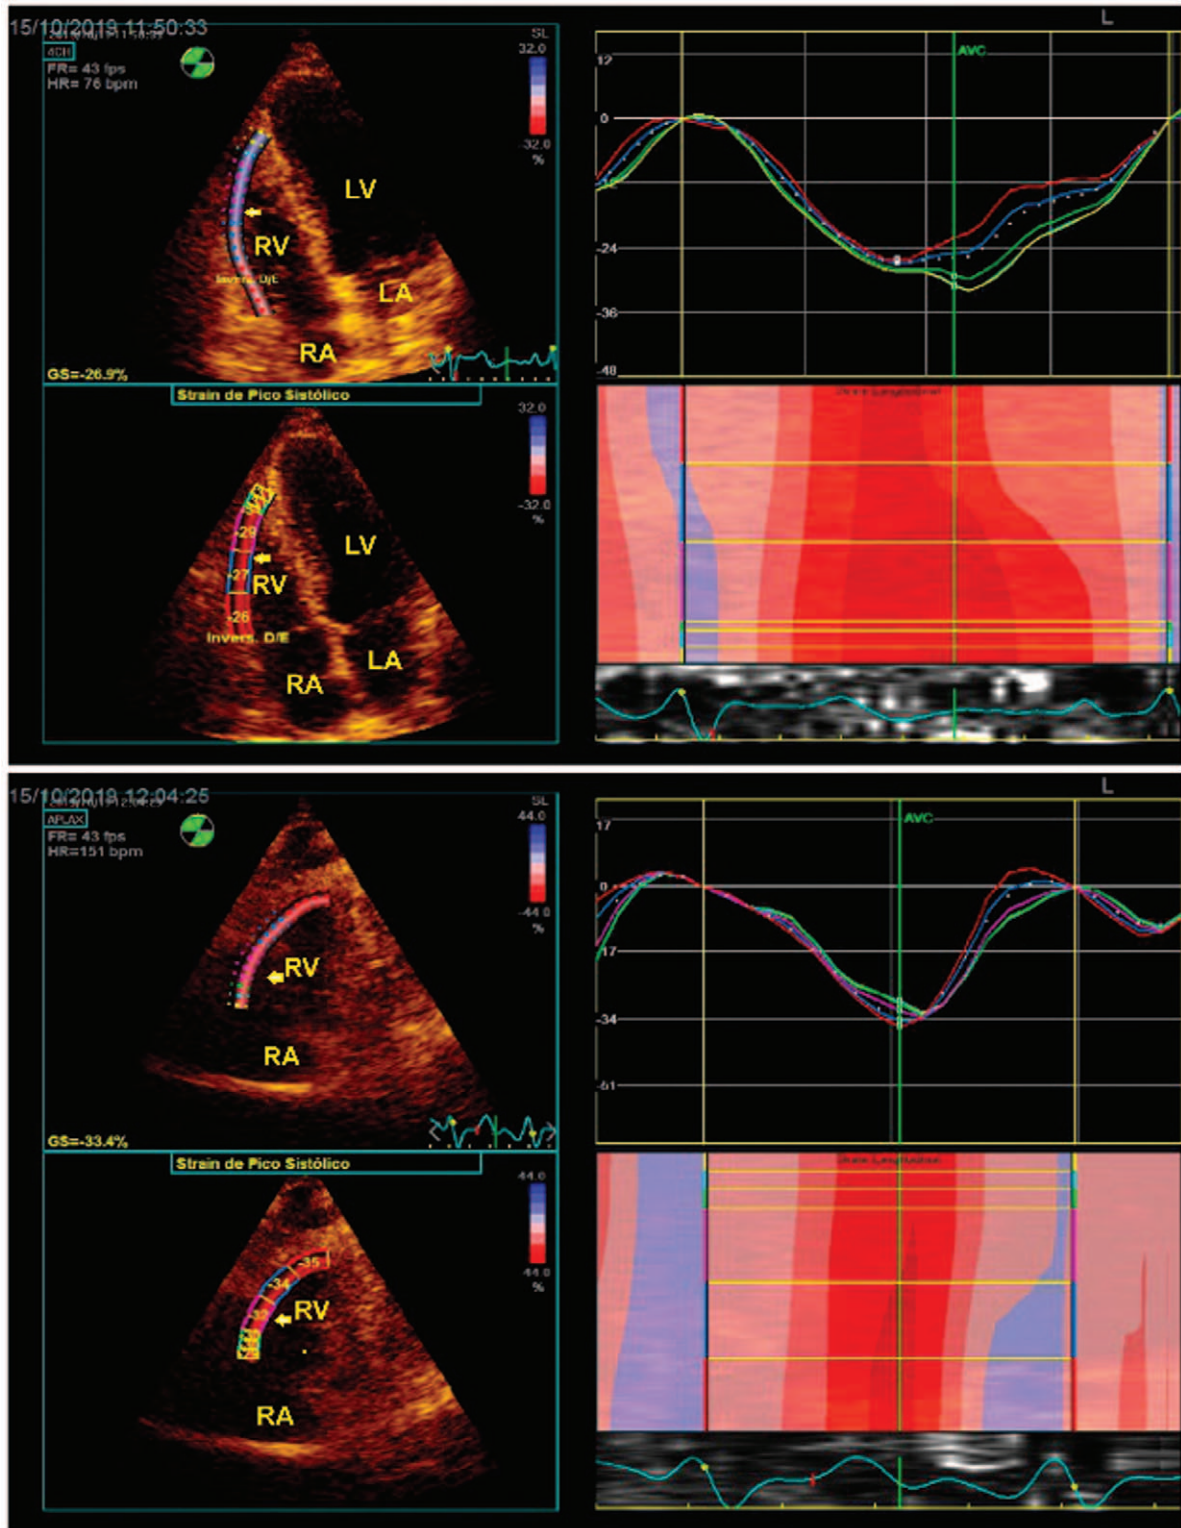 15/10/2019 11:50:33
4CH
FR= 43 fps
HR= 76 bpm
SL
32.0
-32.0
%
LV
RV
Invers. D/E
LA
RA
GS=-26.9%
L
AVC
12
0
-24
-36
-48
Strain de Pico Sistólico
32.0
-32.0
%
LV
-29
-27
RV
-26
Invers. D/E
LA
RA
15/10/2019 12:04:25
APLAX
FR= 43 fps
HR=151 bpm
SL
44.0
-44.0
%
RV
RA
GS=-33.4%
L
AVC
17
0
-17
-34
-51
Strain de Pico Sistólico
44.0
44.0
%
-35
-34
-32
RV
RA